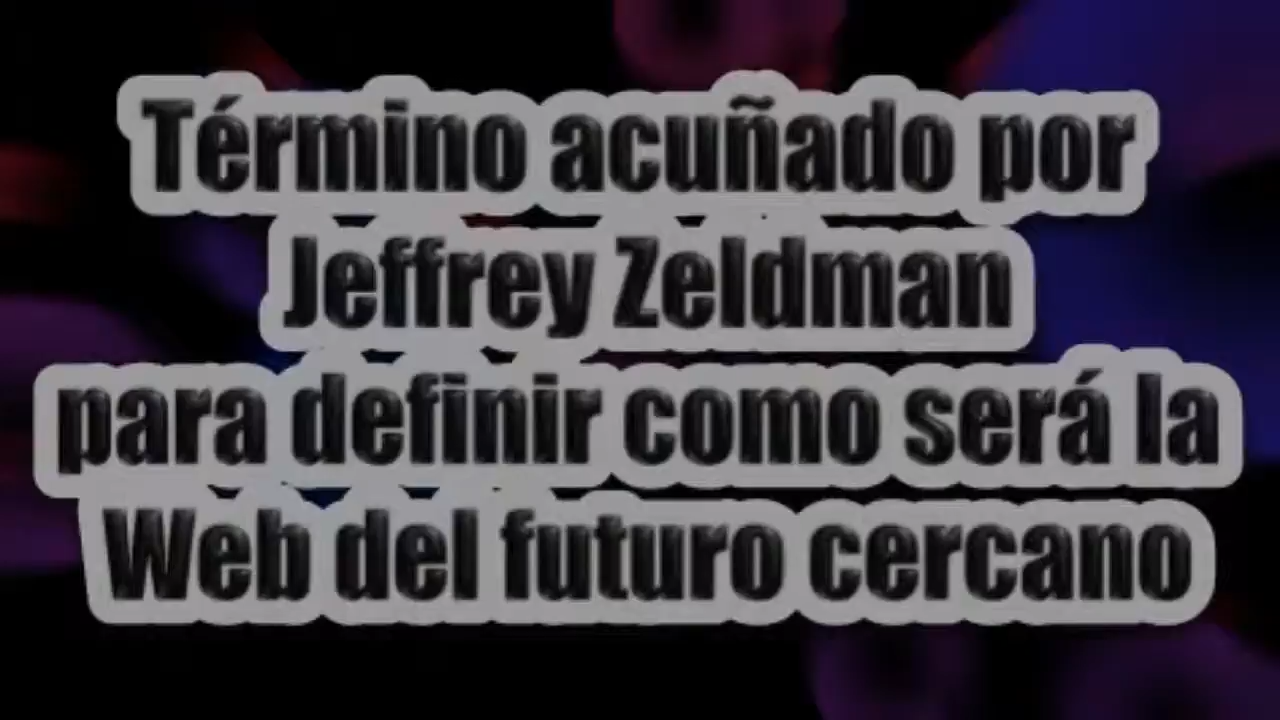 Término acuñado por
Jeffrey Zeldman
para definir como será la
Web del futuro cercano